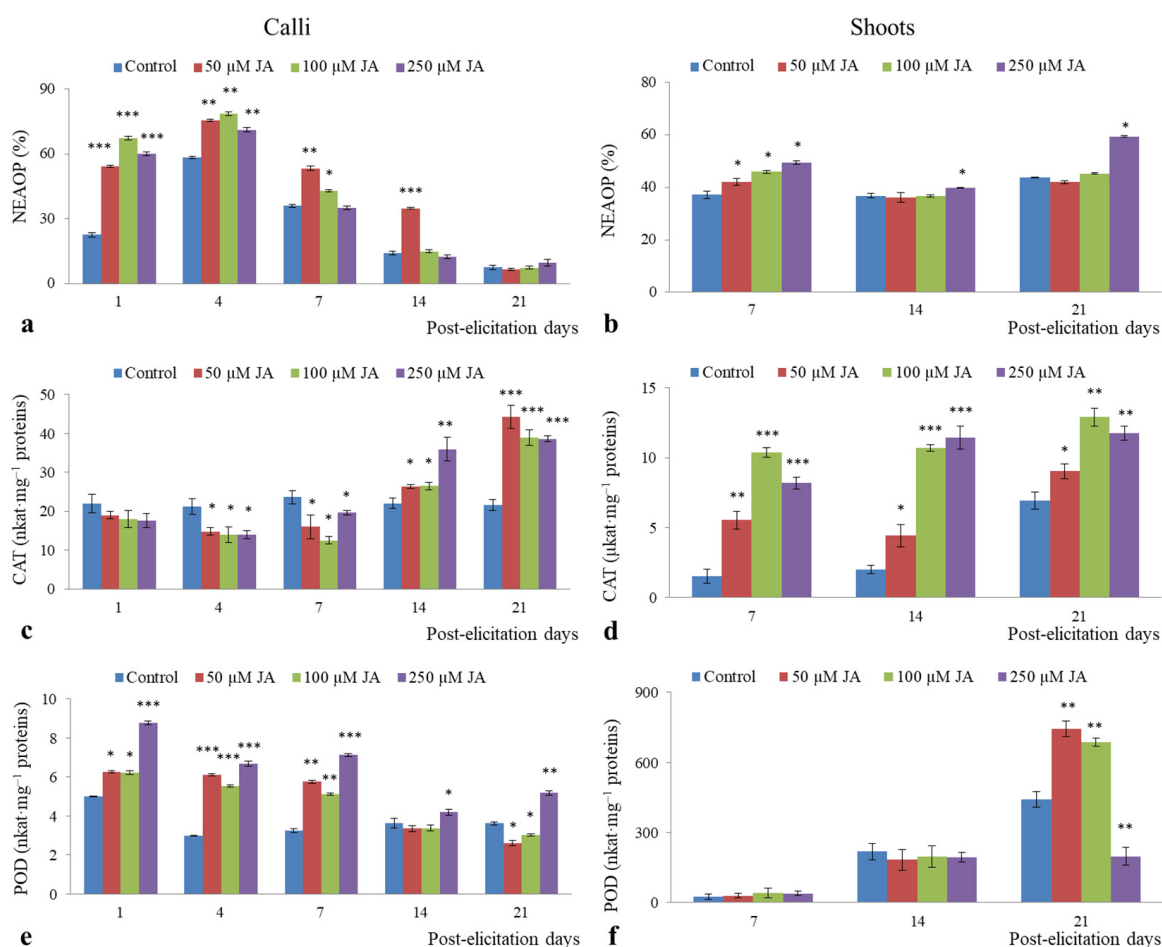 Calli
Shoots
Control 50 µM JA 100 µM JA 250 µM JA
NEAOP (%)
90
60
30
0
*** *** ***
** ** **
** *
***
1 4 7 14 21
a
Post-elicitation days
Control 50 µM JA 100 µM JA 250 µM JA
NEAOP (%)
80
60
40
20
0
* * *
*
*
7 14 21
b
Post-elicitation days
Control 50 µM JA 100 µM JA 250 µM JA
CAT (nkat·mg⁻¹ proteins)
50
40
30
20
10
0
* * *
* * *
* * **
*** *** ***
1 4 7 14 21
c
Post-elicitation days
Control 50 µM JA 100 µM JA 250 µM JA
CAT (µkat·mg⁻¹ proteins)
15
10
5
0
** *** ***
* *** ***
* ** **
7 14 21
d
Post-elicitation days
Control 50 µM JA 100 µM JA 250 µM JA
POD (nkat·mg⁻¹ proteins)
10
8
6
4
2
0
* * ***
*** *** ***
** ** ***
*
* * **
1 4 7 14 21
e
Post-elicitation days
Control 50 µM JA 100 µM JA 250 µM JA
POD (nkat·mg⁻¹ proteins)
900
600
300
0
** ** **
7 14 21
f
Post-elicitation days